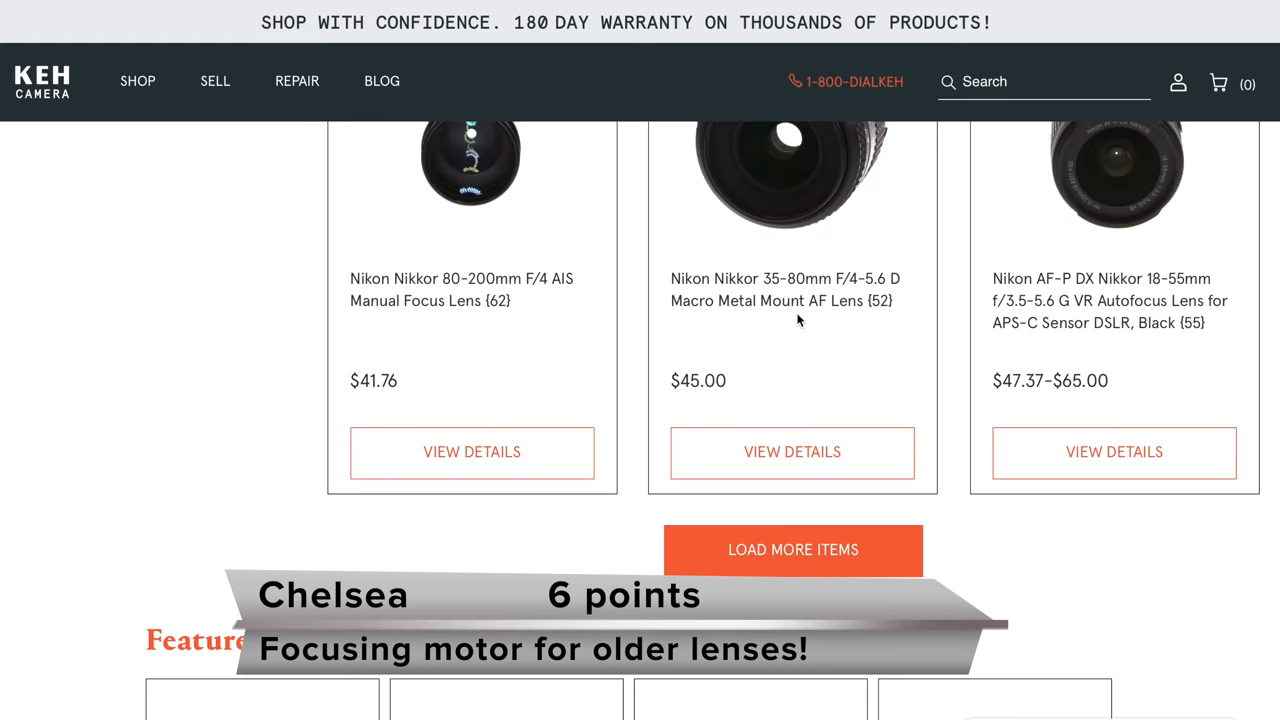 SHOP WITH CONFIDENCE. 180 DAY WARRANTY ON THOUSANDS OF PRODUCTS!
KEH
CAMERA
SHOP
SELL
REPAIR
BLOG
1-800-DIALKEH
Search
(0)
Nikon Nikkor 80-200mm F/4 AIS
Manual Focus Lens {62}
$41.76
VIEW DETAILS
Nikon Nikkor 35-80mm F/4-5.6 D
Macro Metal Mount AF Lens {52}
$45.00
VIEW DETAILS
Nikon AF-P DX Nikkor 18-55mm
f/3.5-5.6 G VR Autofocus Lens for
APS-C Sensor DSLR, Black {55}
$47.37-$65.00
VIEW DETAILS
LOAD MORE ITEMS
Chelsea 6 points
Focusing motor for older lenses!